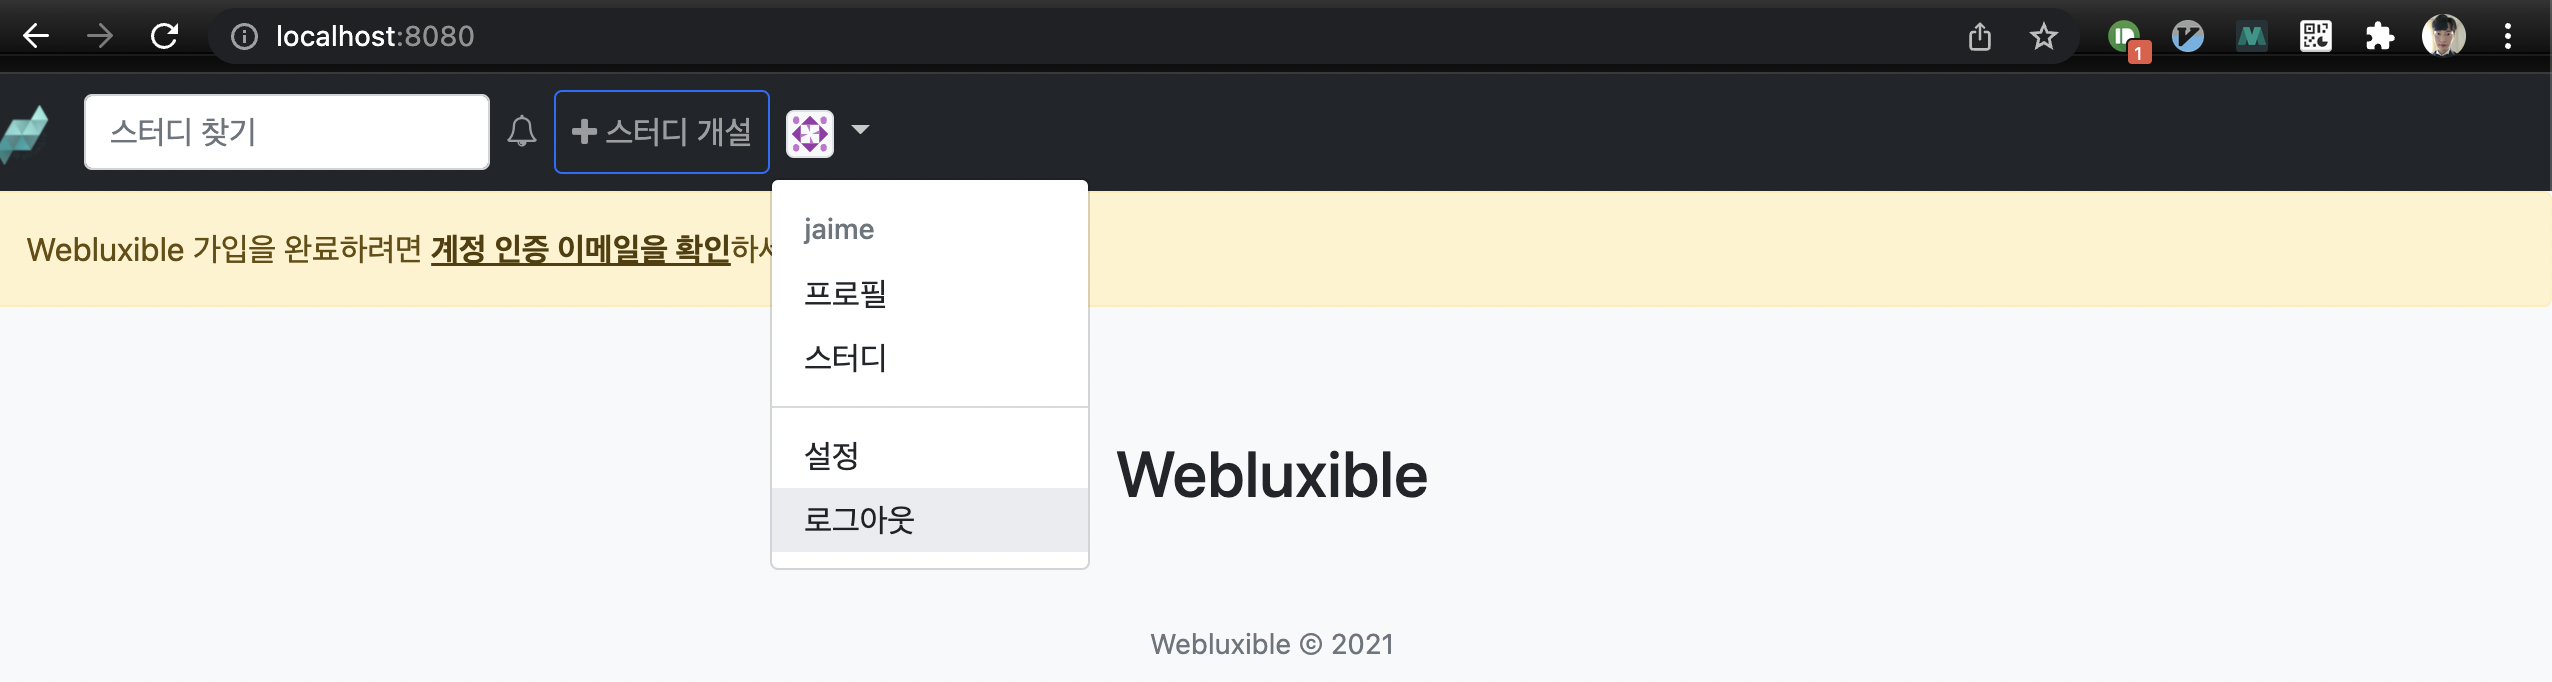 localhost:8080
1
스터디 찾기
스터디 개설
Webluxible 가입을 완료하려면 계정 인증 이메일을 확인하
jaime
프로필
스터디
설정
로그아웃
Webluxible
Webluxible © 2021